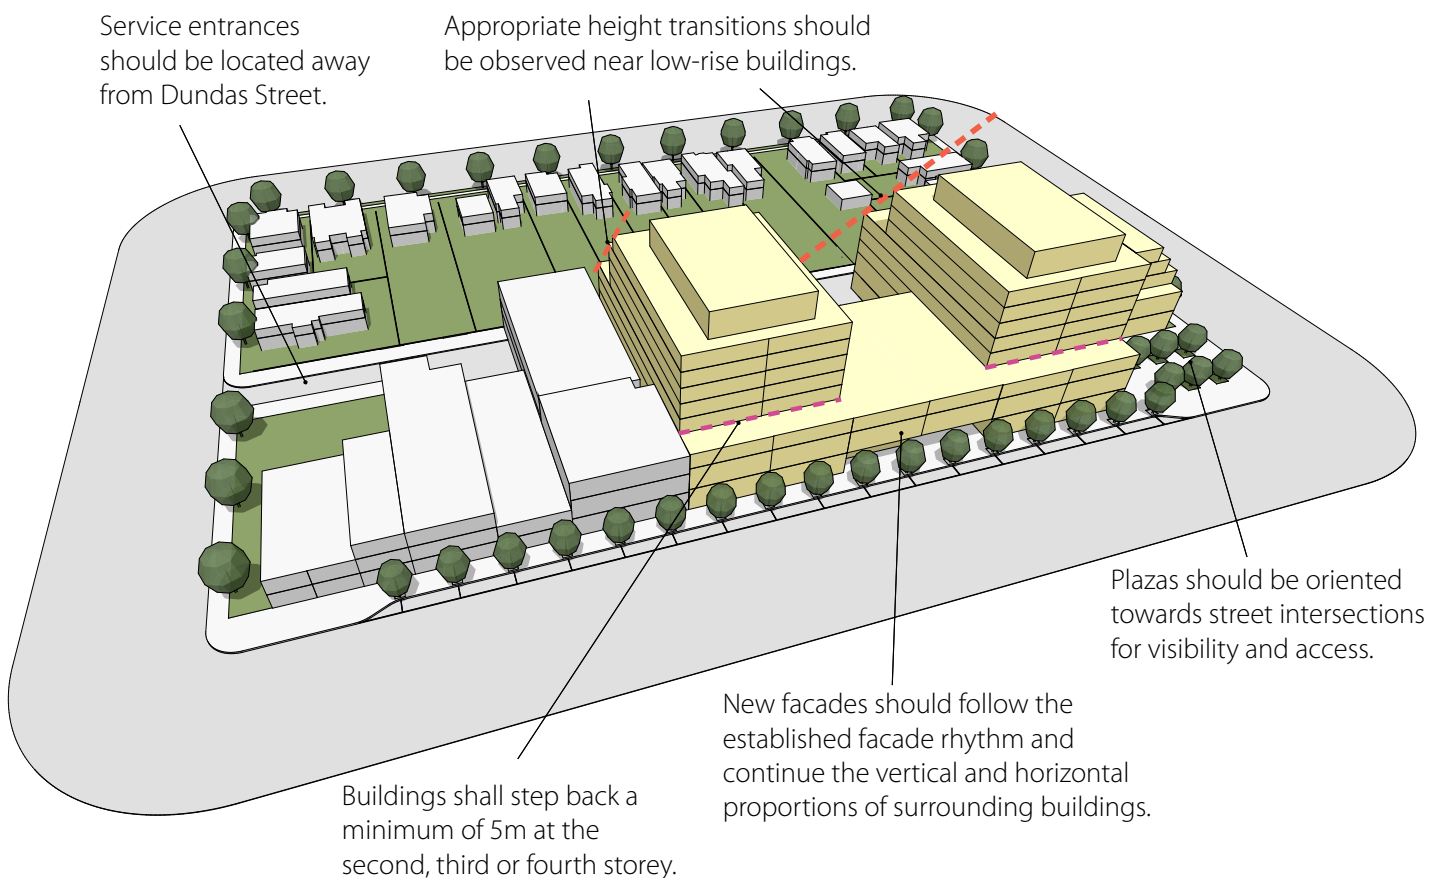 Service entrances
should be located away
from Dundas Street.
Appropriate height transitions should
be observed near low-rise buildings.
Plazas should be oriented
towards street intersections
for visibility and access.
New facades should follow the
established facade rhythm and
continue the vertical and horizontal
proportions of surrounding buildings.
Buildings shall step back a
minimum of 5m at the
second, third or fourth storey.